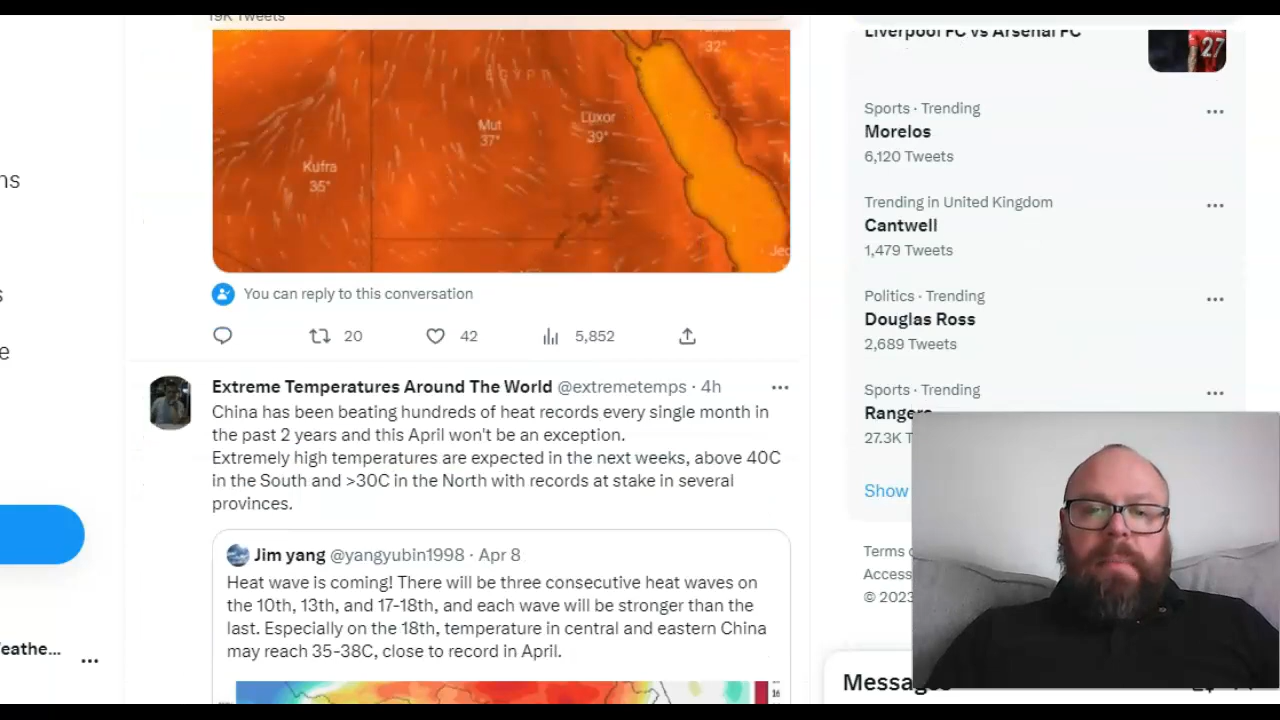 19K Tweets
32°
EGYPT
Mut
37°
Luxor
39°
Kufra
35°
You can reply to this conversation
20
42
5,852
Extreme Temperatures Around The World @extremetemps · 4h
China has been beating hundreds of heat records every single month in
the past 2 years and this April won't be an exception.
Extremely high temperatures are expected in the next weeks, above 40C
in the South and >30C in the North with records at stake in several
provinces.
Jim yang @yangyubin1998 · Apr 8
Heat wave is coming! There will be three consecutive heat waves on
the 10th, 13th, and 17-18th, and each wave will be stronger than the
last. Especially on the 18th, temperature in central and eastern China
may reach 35-38C, close to record in April.
16
Liverpool FC vs Arsenal FC
27
Sports · Trending
Morelos
6,120 Tweets
Trending in United Kingdom
Cantwell
1,479 Tweets
Politics · Trending
Douglas Ross
2,689 Tweets
Sports · Trending
Rangers
27.3K T
Show
Terms
Access
© 2023
Messages